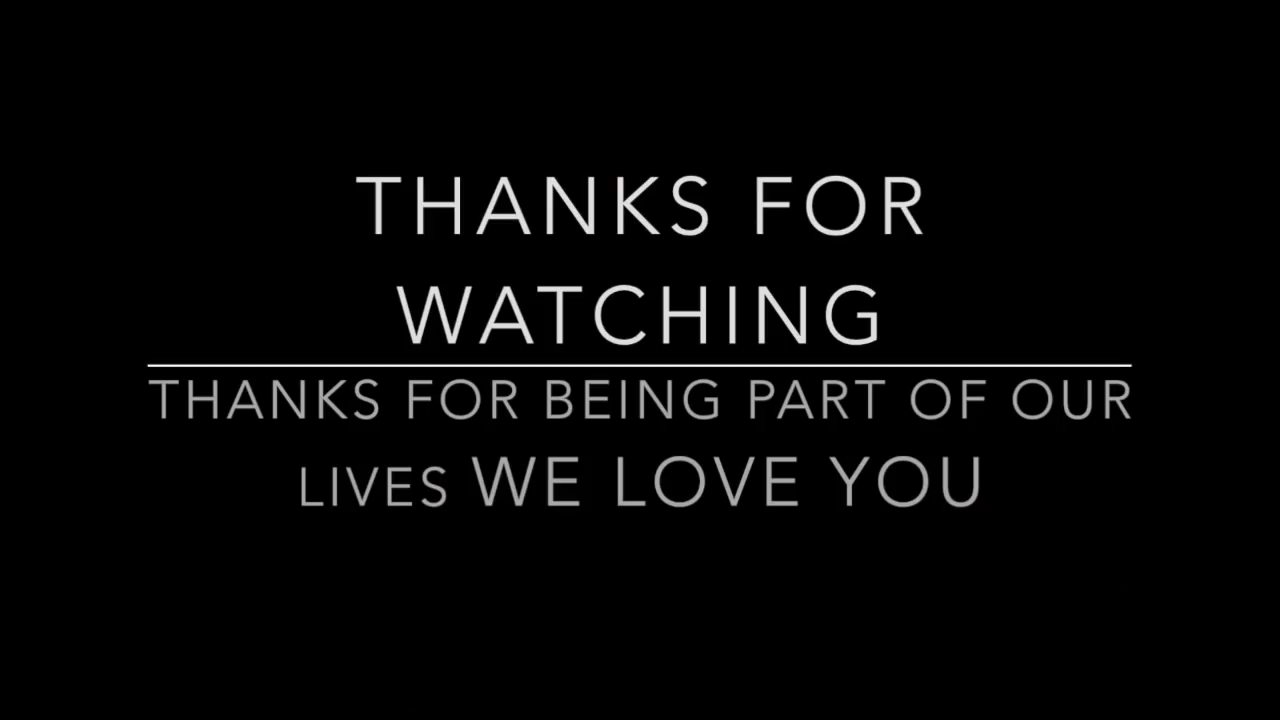 THANKS FOR
WATCHING
THANKS FOR BEING PART OF OUR
LIVES WE LOVE YOU